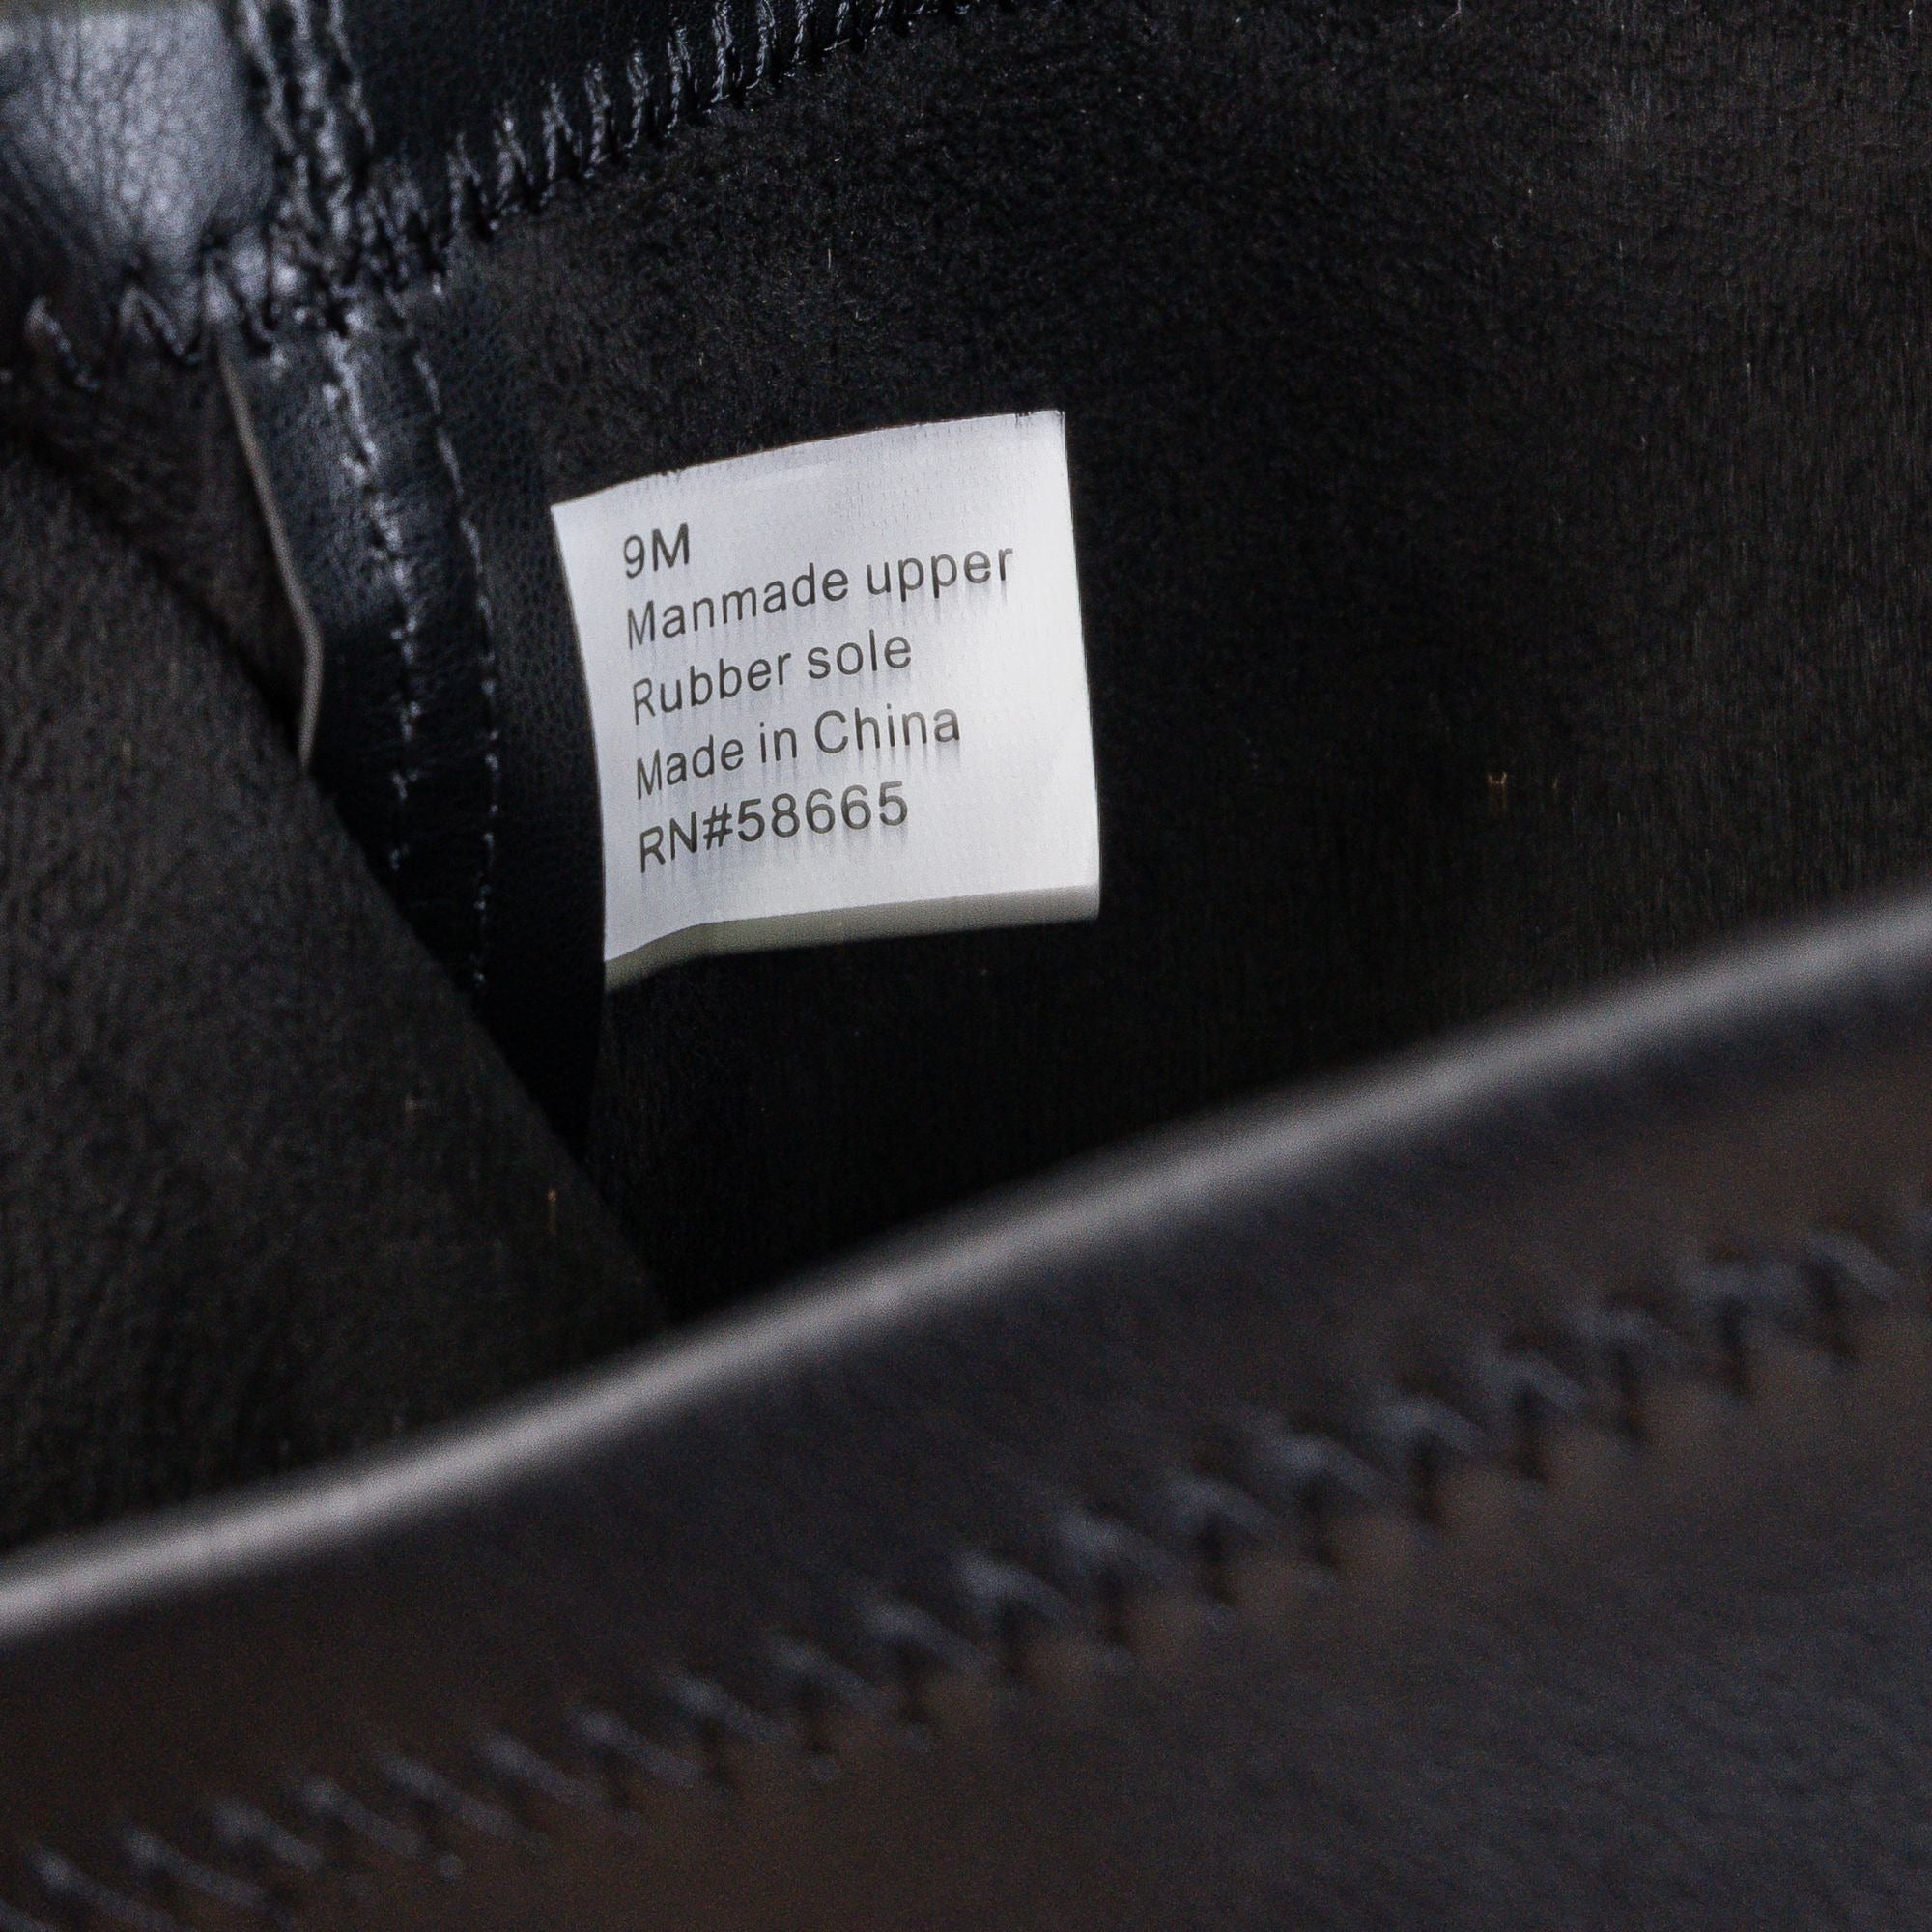 9M
Manmade upper
Rubber sole
Made in China
RN#58665